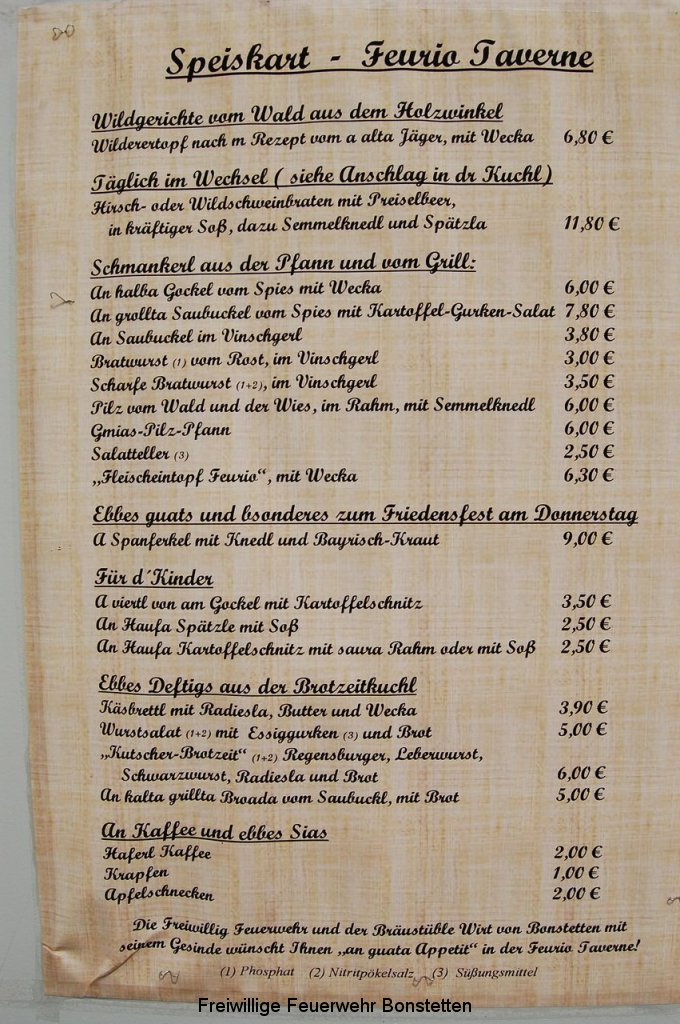 Speiskart - Feurio Taverne
Wildgerichte vom Wald aus dem Holzwinkel
Wilderertopf nach m Rezept vom a alta Jäger, mit Wecka 6,80 €
Täglich im Wechsel ( siehe Anschlag in dr Kuchl)
Hirsch- oder Wildschweinbraten mit Preiselbeer,
in kräftiger Soß, dazu Semmelknedl und Spätzla 11,80 €
Schmankerl aus der Pfann und vom Grill:
An halba Gockel vom Spies mit Wecka 6,00 €
An grollta Saubuckel vom Spies mit Kartoffel-Gurken-Salat 7,80 €
An Saubuckel im Vinschgerl 3,80 €
Bratwurst (1) vom Rost, im Vinschgerl 3,00 €
Scharfe Bratwurst (1+2), im Vinschgerl 3,50 €
Pilz vom Wald und der Wies, im Rahm, mit Semmelknedl 6,00 €
Gmias-Pilz-Pfann 6,00 €
Salatteller (3) 2,50 €
„Fleischeintopf Feurio“, mit Wecka 6,30 €
Ebbes guats und bsonderes zum Friedensfest am Donnerstag
A Spanferkel mit Knedl und Bayrisch-Kraut 9,00 €
Für d´Kinder
A viertl von am Gockel mit Kartoffelschnitz 3,50 €
An Haufa Spätzle mit Soß 2,50 €
An Haufa Kartoffelschnitz mit saura Rahm oder mit Soß 2,50 €
Ebbes Deftigs aus der Brotzeitkuchl
Käsbrettl mit Radiesla, Butter und Wecka 3,90 €
Wurstsalat (1+2) mit Essiggurken (3) und Brot 5,00 €
„Kutscher-Brotzeit“ (1+2) Regensburger, Leberwurst,
Schwarzwurst, Radiesla und Brot 6,00 €
An kalta grillta Broada vom Saubuckl, mit Brot 5,00 €
An Kaffee und ebbes Sias
Haferl Kaffee 2,00 €
Krapfen 1,00 €
Apfelschnecken 2,00 €
Die Freiwillig Feuerwehr und der Bräustüble Wirt von Bonstetten mit
seinem Gesinde wünscht Ihnen „an guata Appetit“ in der Feurio Taverne!
(1) Phosphat (2) Nitritpökelsalz (3) Süßungsmittel
Freiwillige Feuerwehr Bonstetten